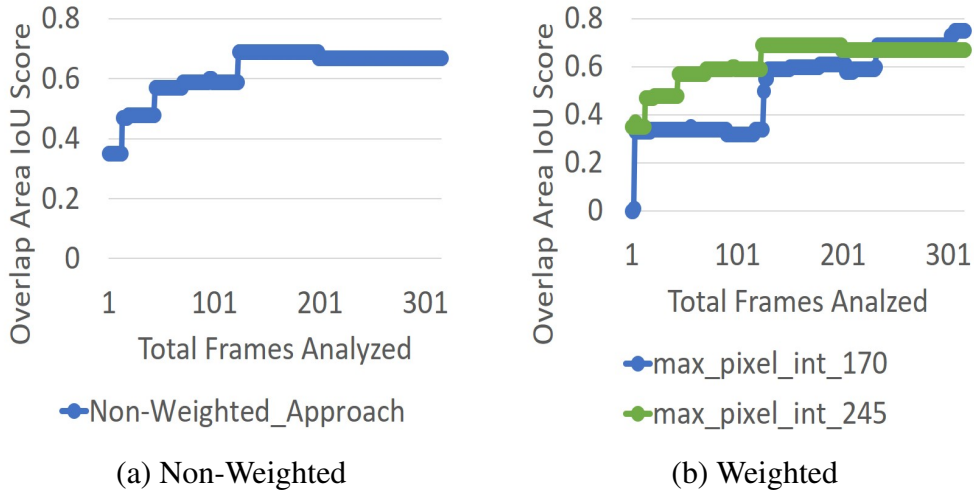 Overlap Area IoU Score
0.8
0.6
0.4
0.2
0
1 101 201 301
Total Frames Analyzed
Non-Weighted_Approach
(a) Non-Weighted
Overlap Area IoU Score
0.8
0.6
0.4
0.2
0
1 101 201 301
Total Frames Analzed
max_pixel_int_170
max_pixel_int_245
(b) Weighted